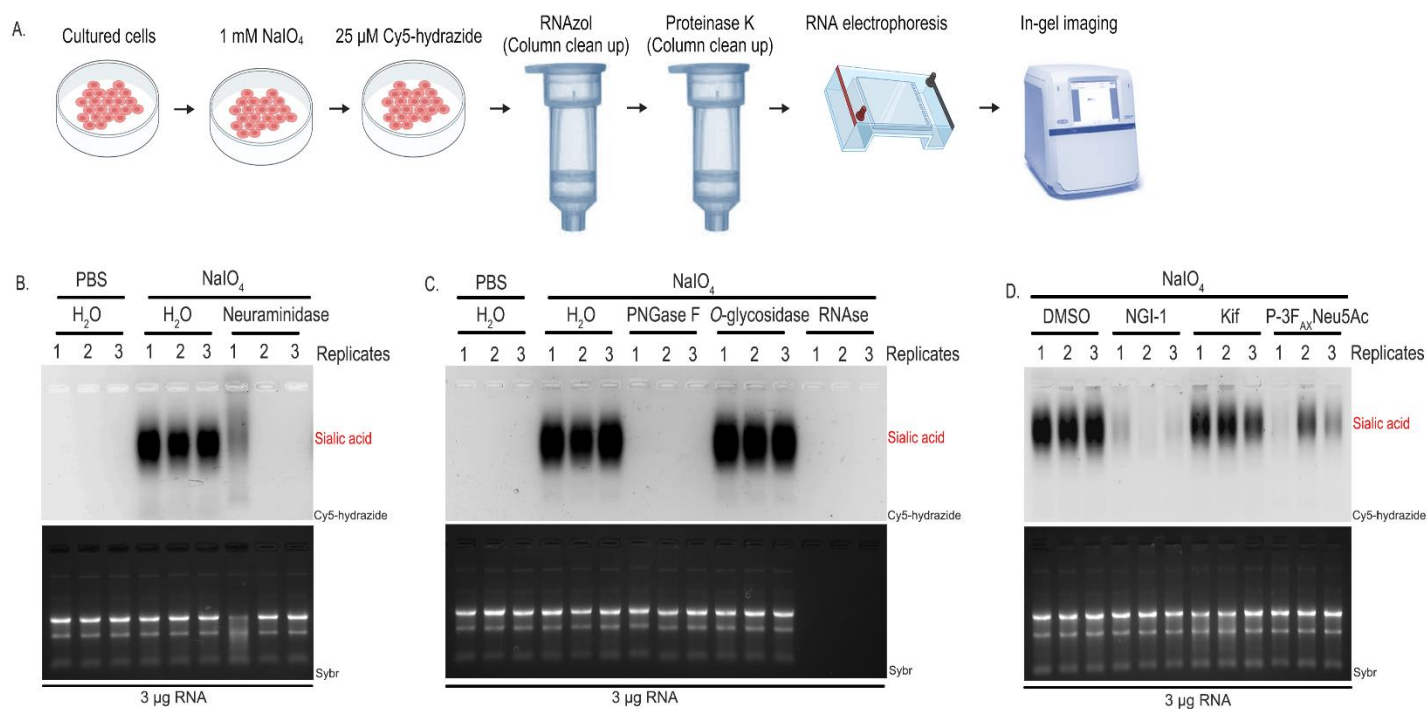 A.
Cultured cells
1 mM NaIO₄
25 µM Cy5-hydrazide
RNAzol
(Column clean up)
Proteinase K
(Column clean up)
RNA electrophoresis
In-gel imaging
B.
PBS
NaIO₄
H₂O
H₂O
Neuraminidase
1 2 3 1 2 3 1 2 3 Replicates
Sialic acid
Cy5-hydrazide
Sybr
3 µg RNA
C.
PBS
NaIO₄
H₂O
H₂O
PNGase F
O-glycosidase
RNAse
1 2 3 1 2 3 1 2 3 1 2 3 1 2 3 Replicates
Sialic acid
Cy5-hydrazide
Sybr
3 µg RNA
D.
NaIO₄
DMSO
NGI-1
Kif
P-3F_AX Neu5Ac
1 2 3 1 2 3 1 2 3 1 2 3 Replicates
Sialic acid
Cy5-hydrazide
Sybr
3 µg RNA